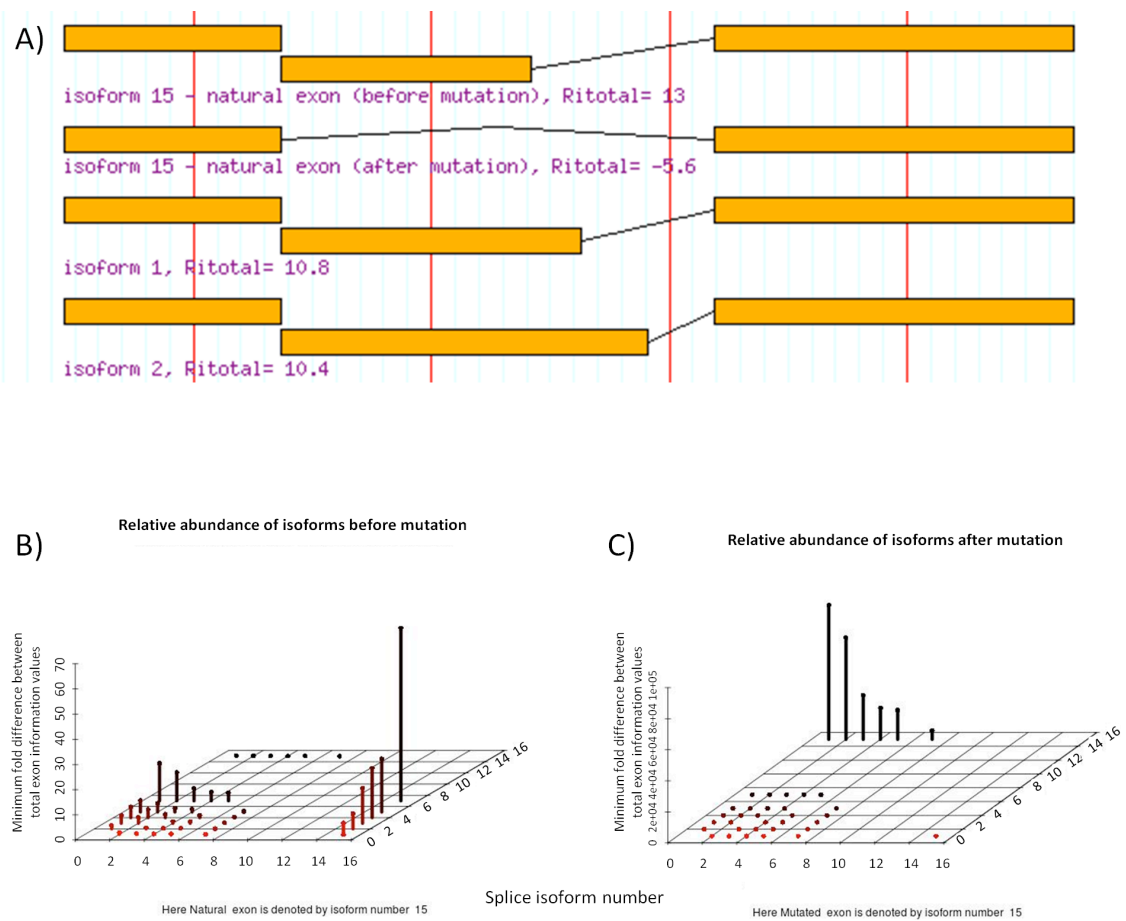 A)
isoform 15 - natural exon (before mutation), Ritotal= 13
isoform 15 - natural exon (after mutation), Ritotal= -5.6
isoform 1, Ritotal= 10.8
isoform 2, Ritotal= 10.4
Relative abundance of isoforms before mutation
B)
Minimum fold difference between
total exon information values
0 10 20 30 40 50 60 70
0 2 4 6 8 10 12 14 16
0 2 4 6 8 10 12 14 16
Here Natural exon is denoted by isoform number 15
Relative abundance of isoforms after mutation
C)
Minimum fold difference between
total exon information values
0 2e+04 4e+04 6e+04 8e+04 1e+05
0 2 4 6 8 10 12 14 16
0 2 4 6 8 10 12 14 16
Here Mutated exon is denoted by isoform number 15
Splice isoform number